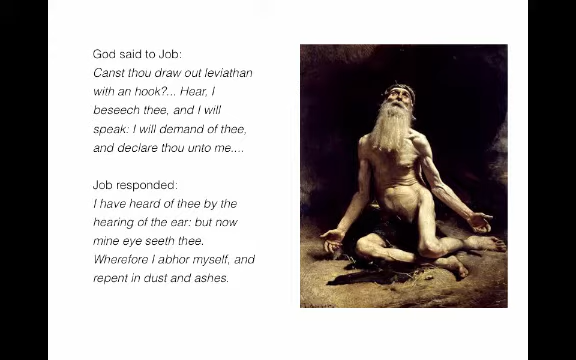 God said to Job:
Canst thou draw out leviathan
with an hook?... Hear, I
beseech thee, and I will
speak: I will demand of thee,
and declare thou unto me....
Job responded:
I have heard of thee by the
hearing of the ear: but now
mine eye seeth thee.
Wherefore I abhor myself, and
repent in dust and ashes.